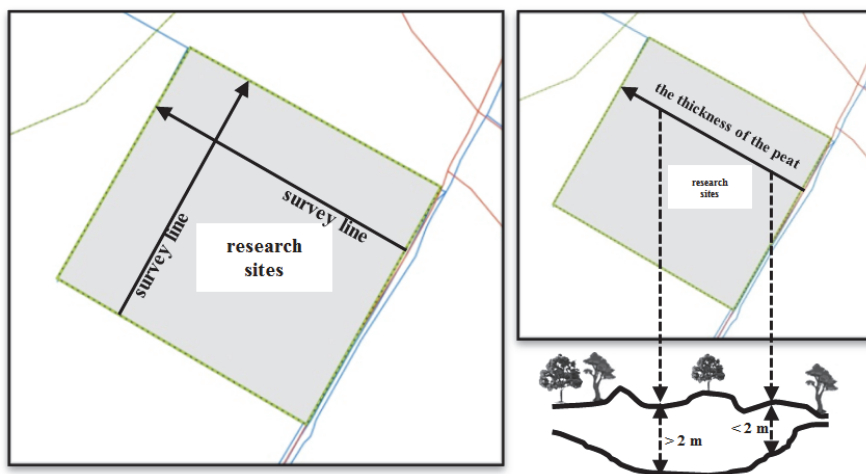 survey line
survey line
research
sites
the thickness of the peat
research
sites
> 2 m
< 2 m